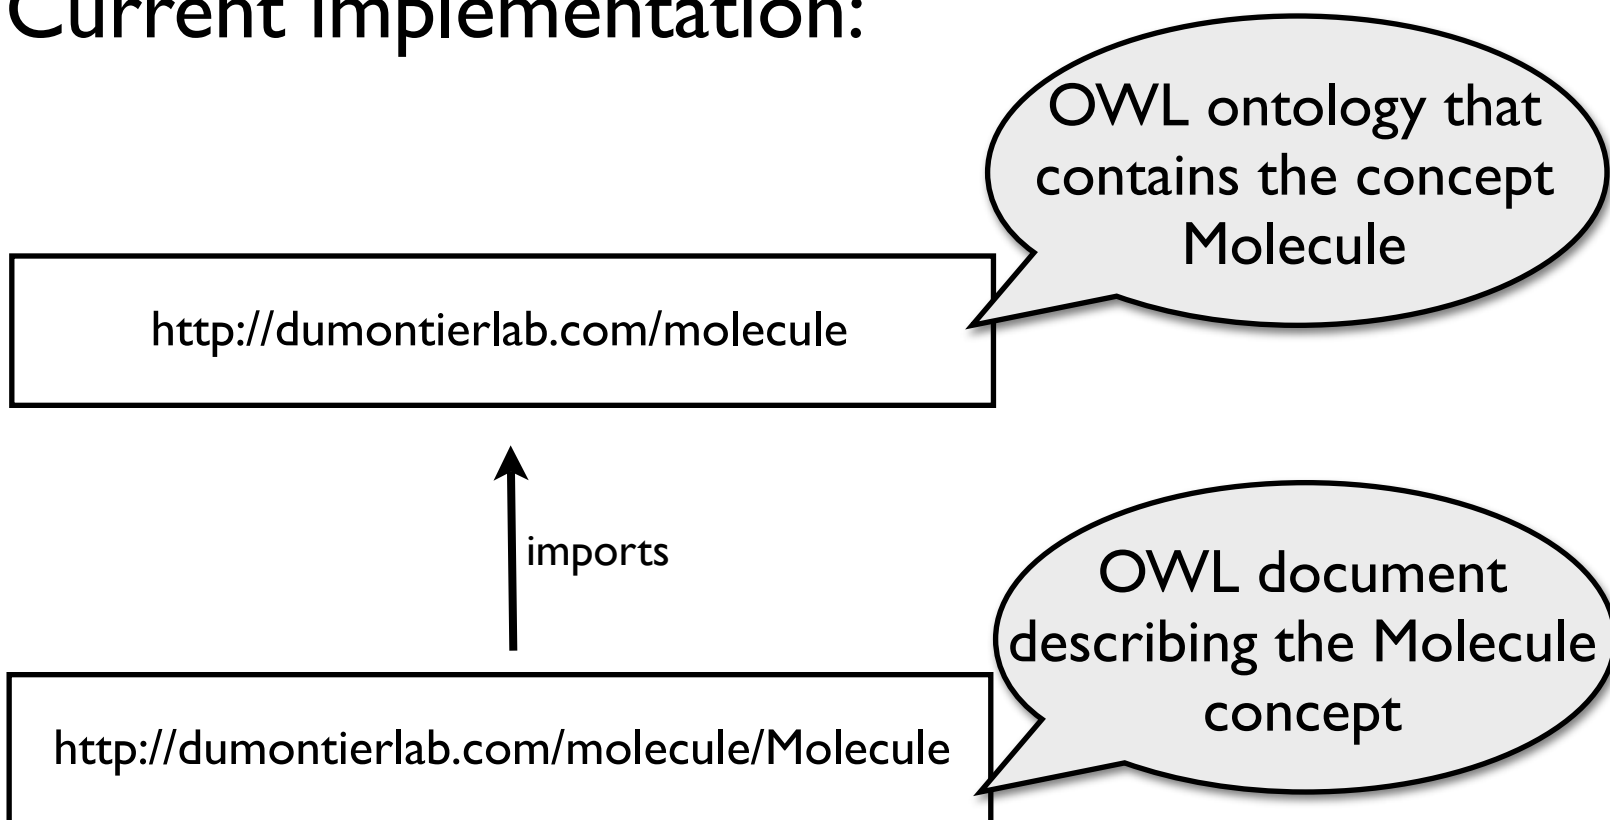 Current implementation:
OWL ontology that
contains the concept
Molecule
http://dumontierlab.com/molecule
imports
OWL document
describing the Molecule
concept
http://dumontierlab.com/molecule/Molecule